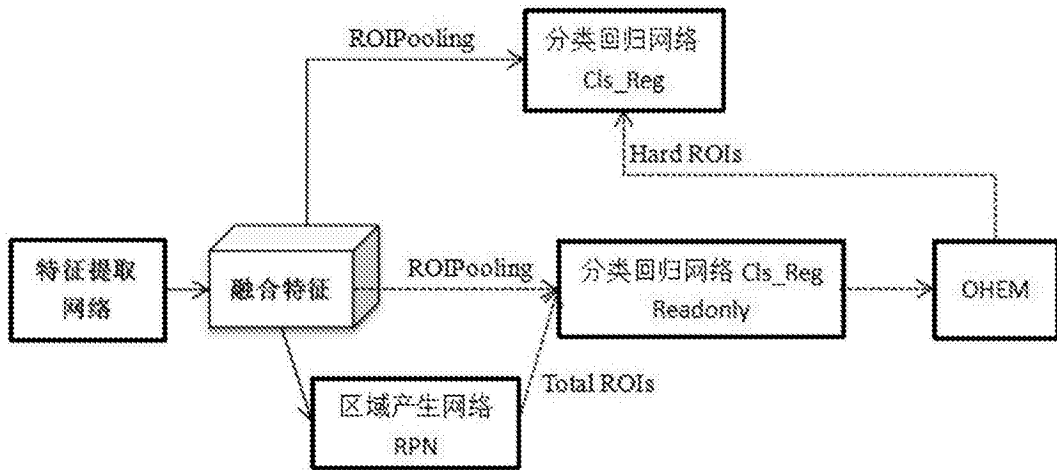 ROIPooling
分类回归网络
Cls_Reg
Hard ROIs
特征提取
网络
融合特征
ROIPooling
分类回归网络 Cls_Reg
Readonly
OHEM
Total ROIs
区域产生网络
RPN